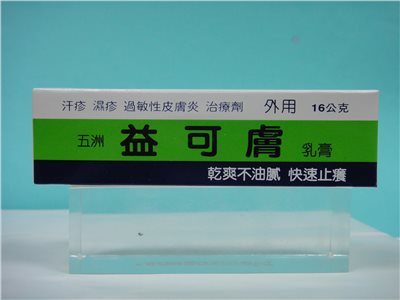 汗疹 濕疹 過敏性皮膚炎 治療劑 外用 16公克
五洲 益可膚 乳膏
乾爽不油膩 快速止癢